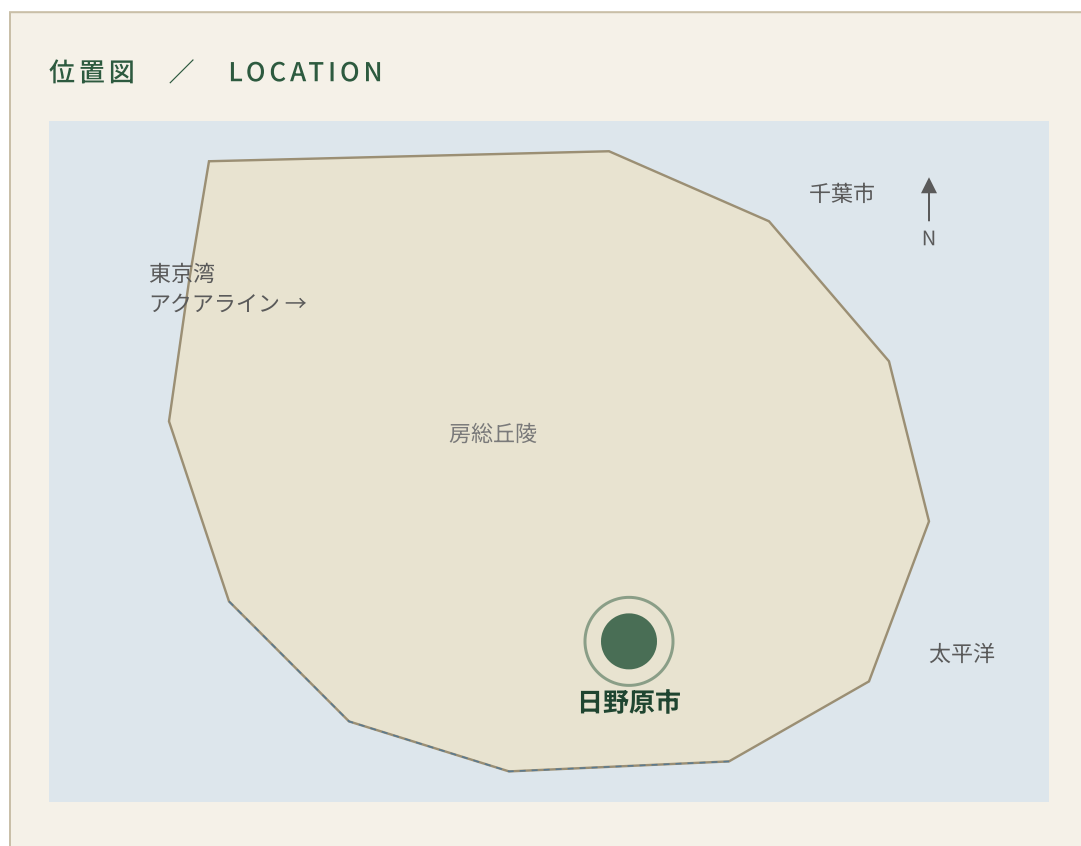 位置図 ／ LOCATION
千葉市
N
東京湾
アクアライン →
房総丘陵
太平洋
日野原市